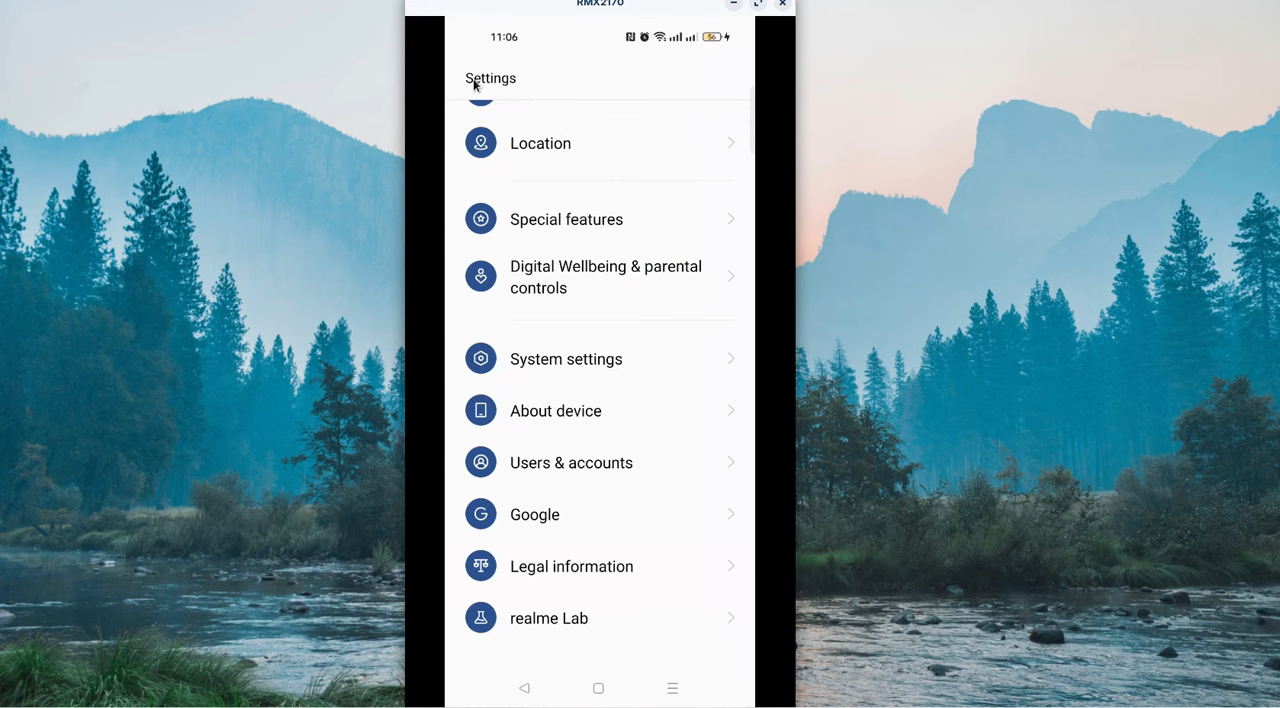 RMX2170
11:06
56
Settings
Location
Special features
Digital Wellbeing & parental
controls
System settings
About device
Users & accounts
Google
Legal information
realme Lab